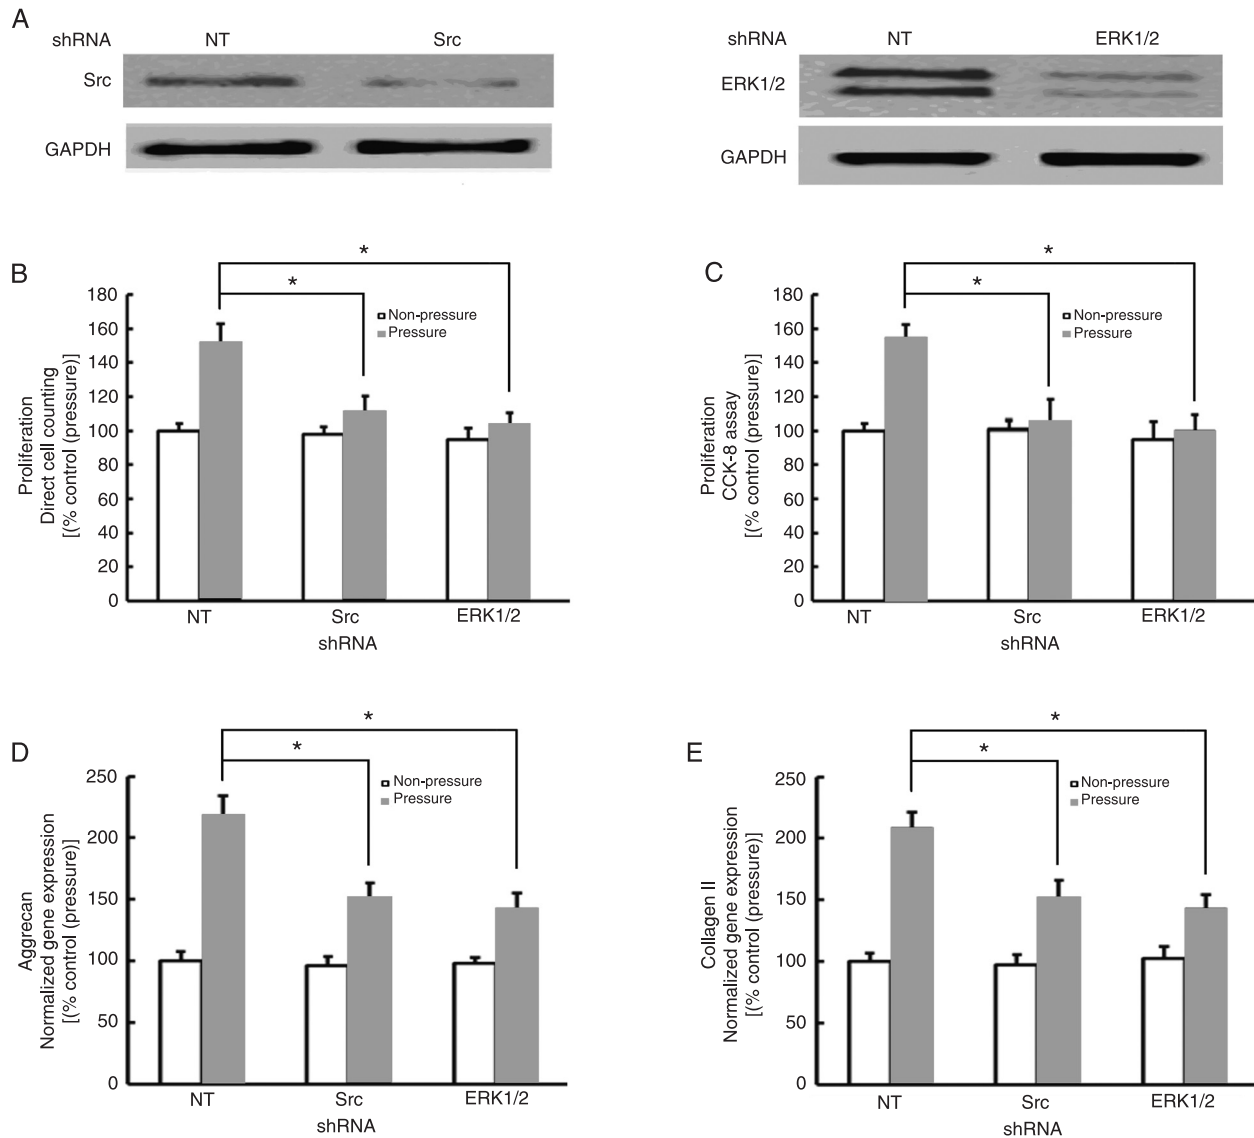 A
shRNA NT Src
Src
GAPDH
shRNA NT ERK1/2
ERK1/2
GAPDH
B
Proliferation
Direct cell counting
[(% control (pressure)]
180
160
140
120
100
80
60
40
20
0
*
*
Non-pressure
Pressure
NT Src ERK1/2
shRNA
C
Proliferation
CCK-8 assay
[(% control (pressure)]
180
160
140
120
100
80
60
40
20
0
*
*
Non-pressure
Pressure
NT Src ERK1/2
shRNA
D
Aggrecan
Normalized gene expression
[(% control (pressure)]
250
200
150
100
50
0
*
*
Non-pressure
Pressure
NT Src ERK1/2
shRNA
E
Collagen II
Normalized gene expression
[(% control (pressure)]
250
200
150
100
50
0
*
*
Non-pressure
Pressure
NT Src ERK1/2
shRNA